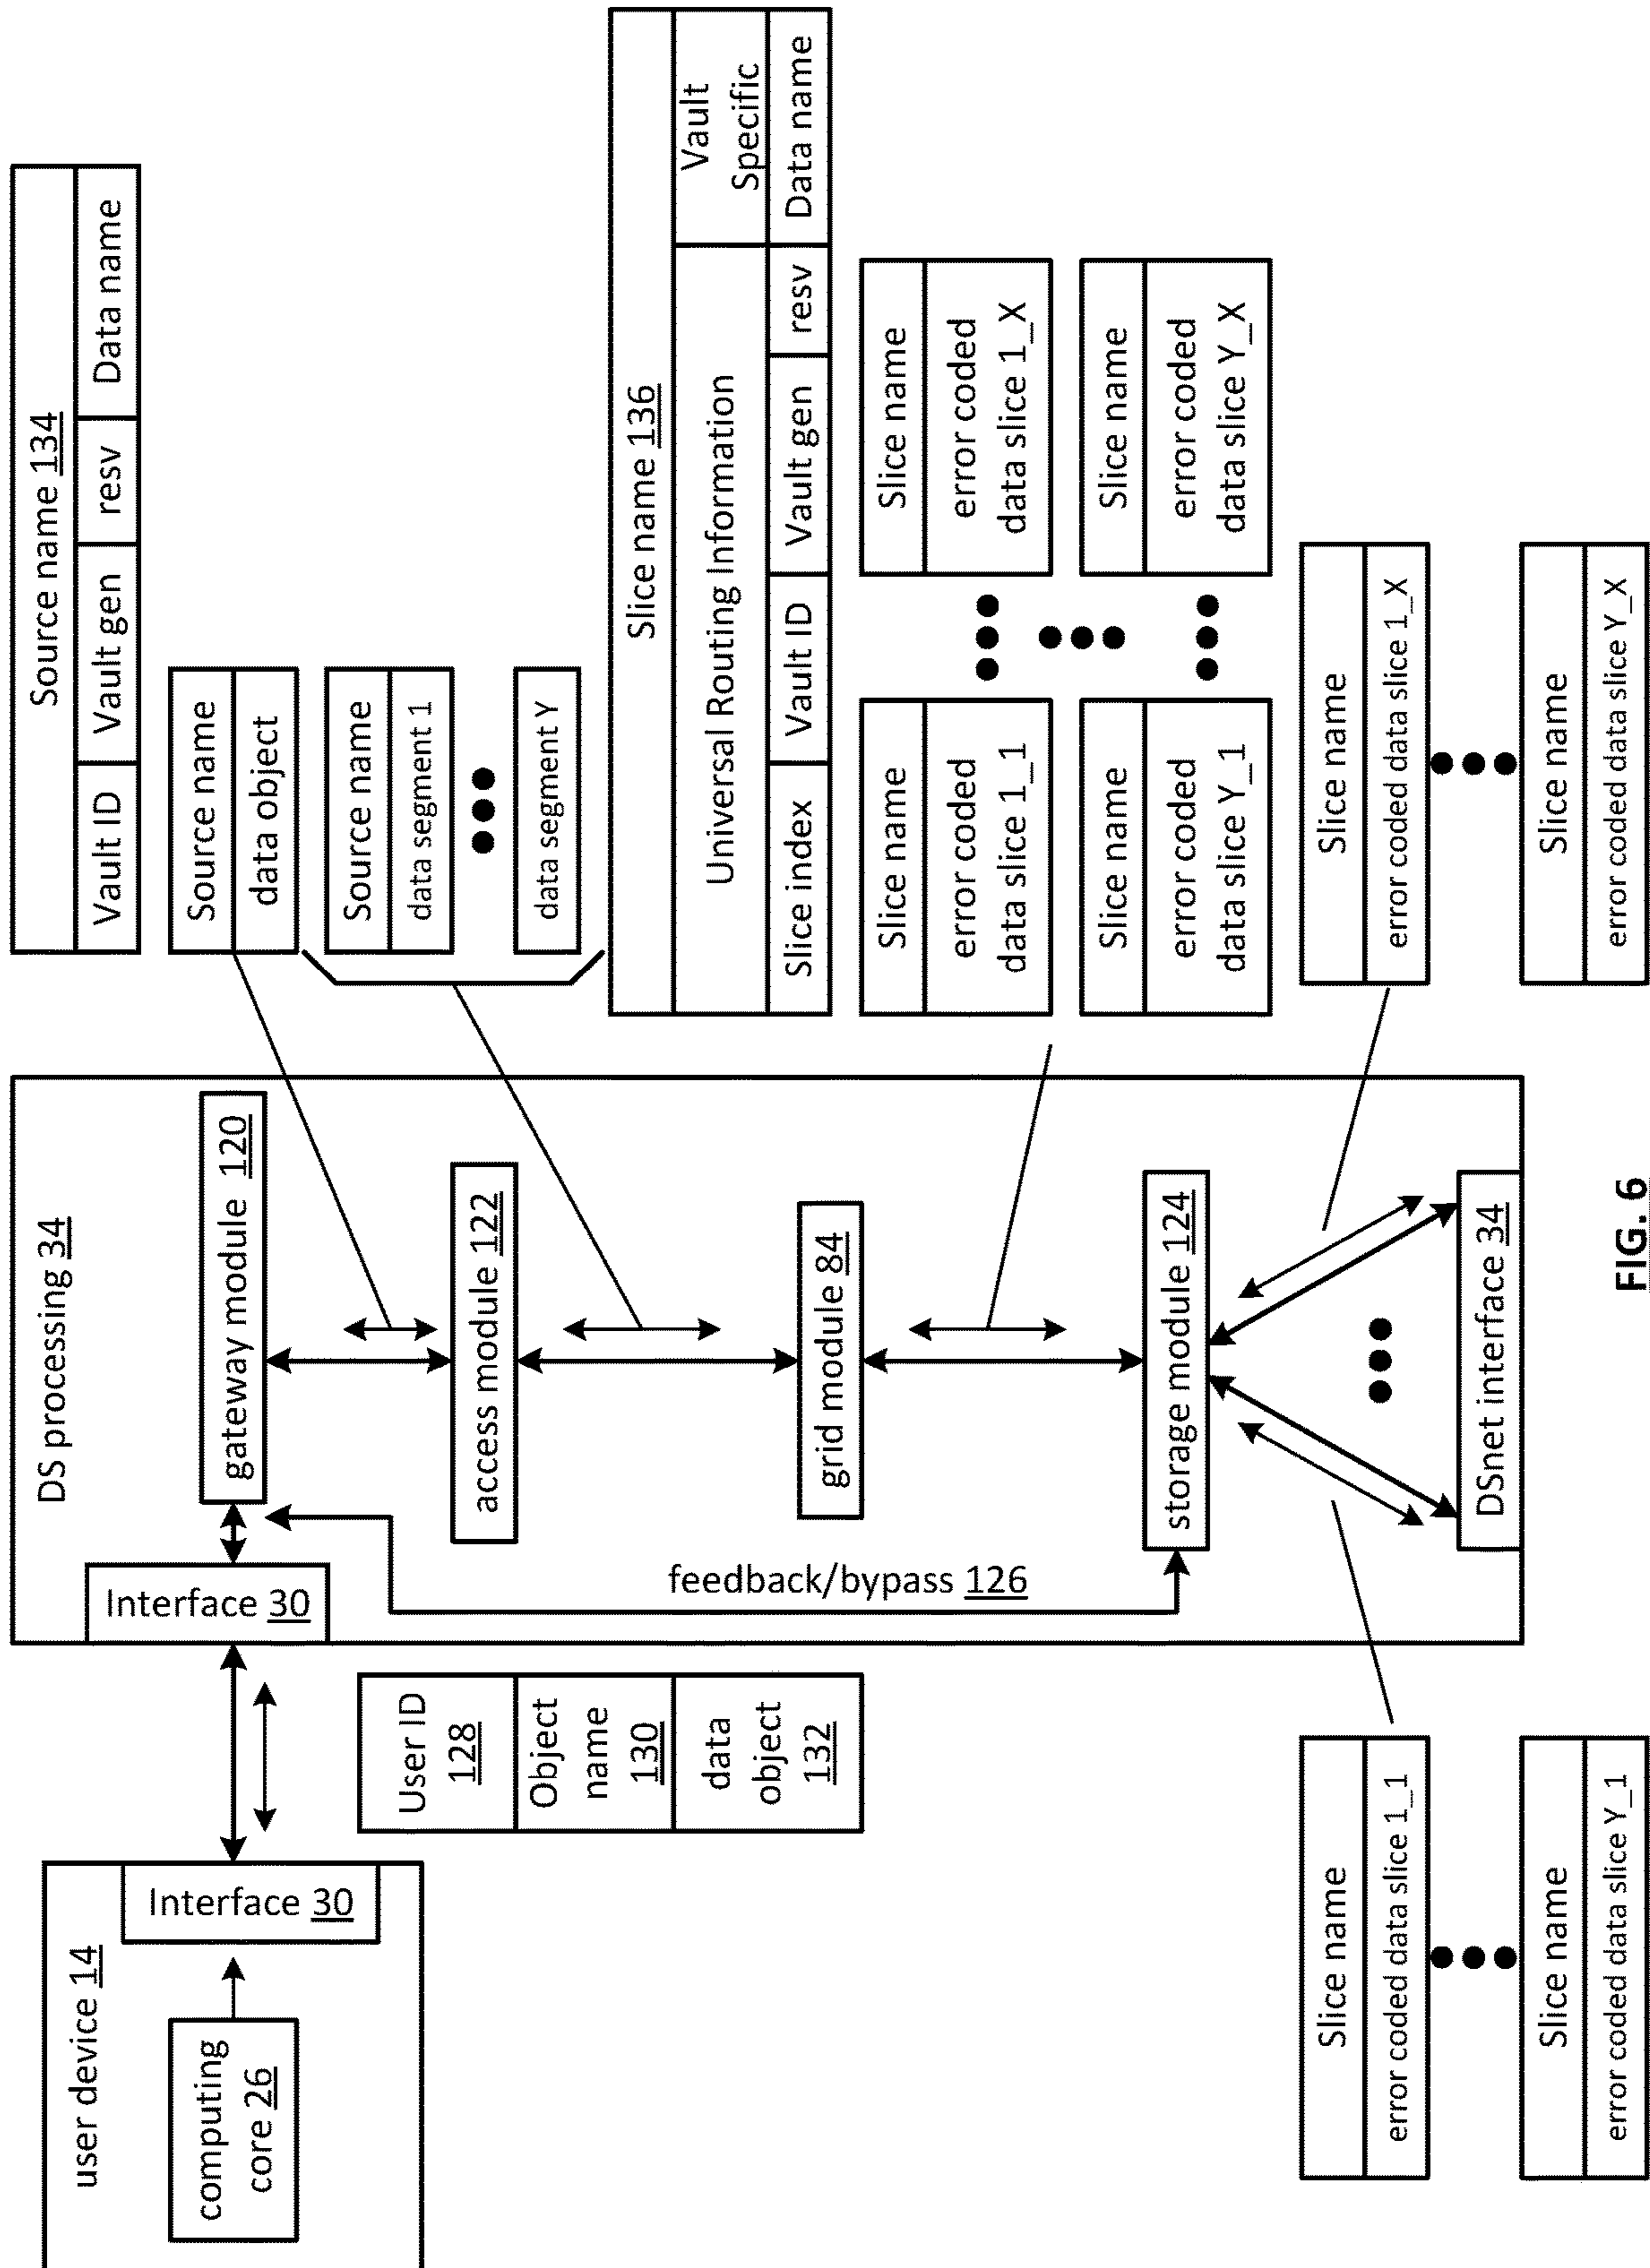 user device 14
computing
core 26
Interface 30
User ID
128
Object
name
130
data
object
132
DS processing 34
Interface 30
gateway module 120
access module 122
grid module 84
storage module 124
DSnet interface 34
feedback/bypass 126
Source name 134
Vault ID
Vault gen
resv
Data name
Source name
data object
Source name
data segment 1
data segment Y
Slice name 136
Universal Routing Information
Vault
Specific
Slice index
Vault ID
Vault gen
resv
Data name
Slice name
error coded
data slice 1_1
Slice name
error coded
data slice 1_X
Slice name
error coded
data slice Y_1
Slice name
error coded
data slice Y_X
Slice name
error coded data slice 1_1
Slice name
error coded data slice Y_1
Slice name
error coded data slice 1_X
Slice name
error coded data slice Y_X
FIG. 6